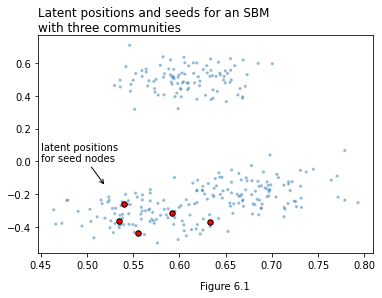 Latent positions and seeds for an SBM
with three communities
0.6
0.4
0.2
0.0
−0.2
−0.4
latent positions
for seed nodes
0.45 0.50 0.55 0.60 0.65 0.70 0.75 0.80
Figure 6.1